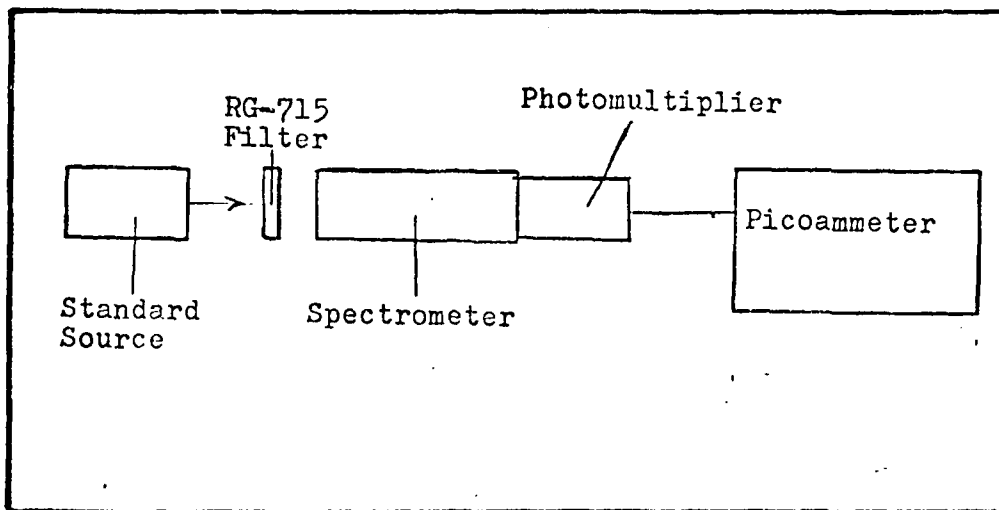 RG-715
Filter
Photomultiplier
Picoammeter
Standard
Source
Spectrometer